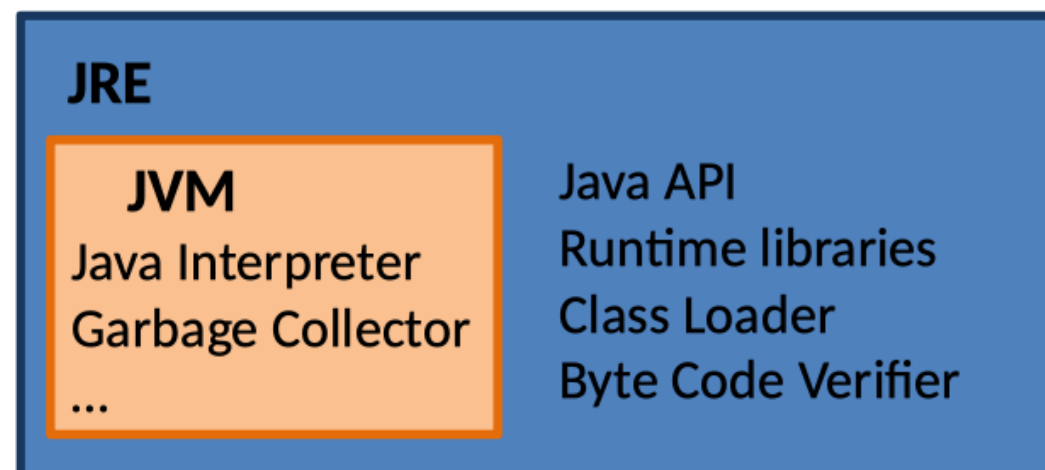 JRE
JVM
Java Interpreter
Garbage Collector
...
Java API
Runtime libraries
Class Loader
Byte Code Verifier